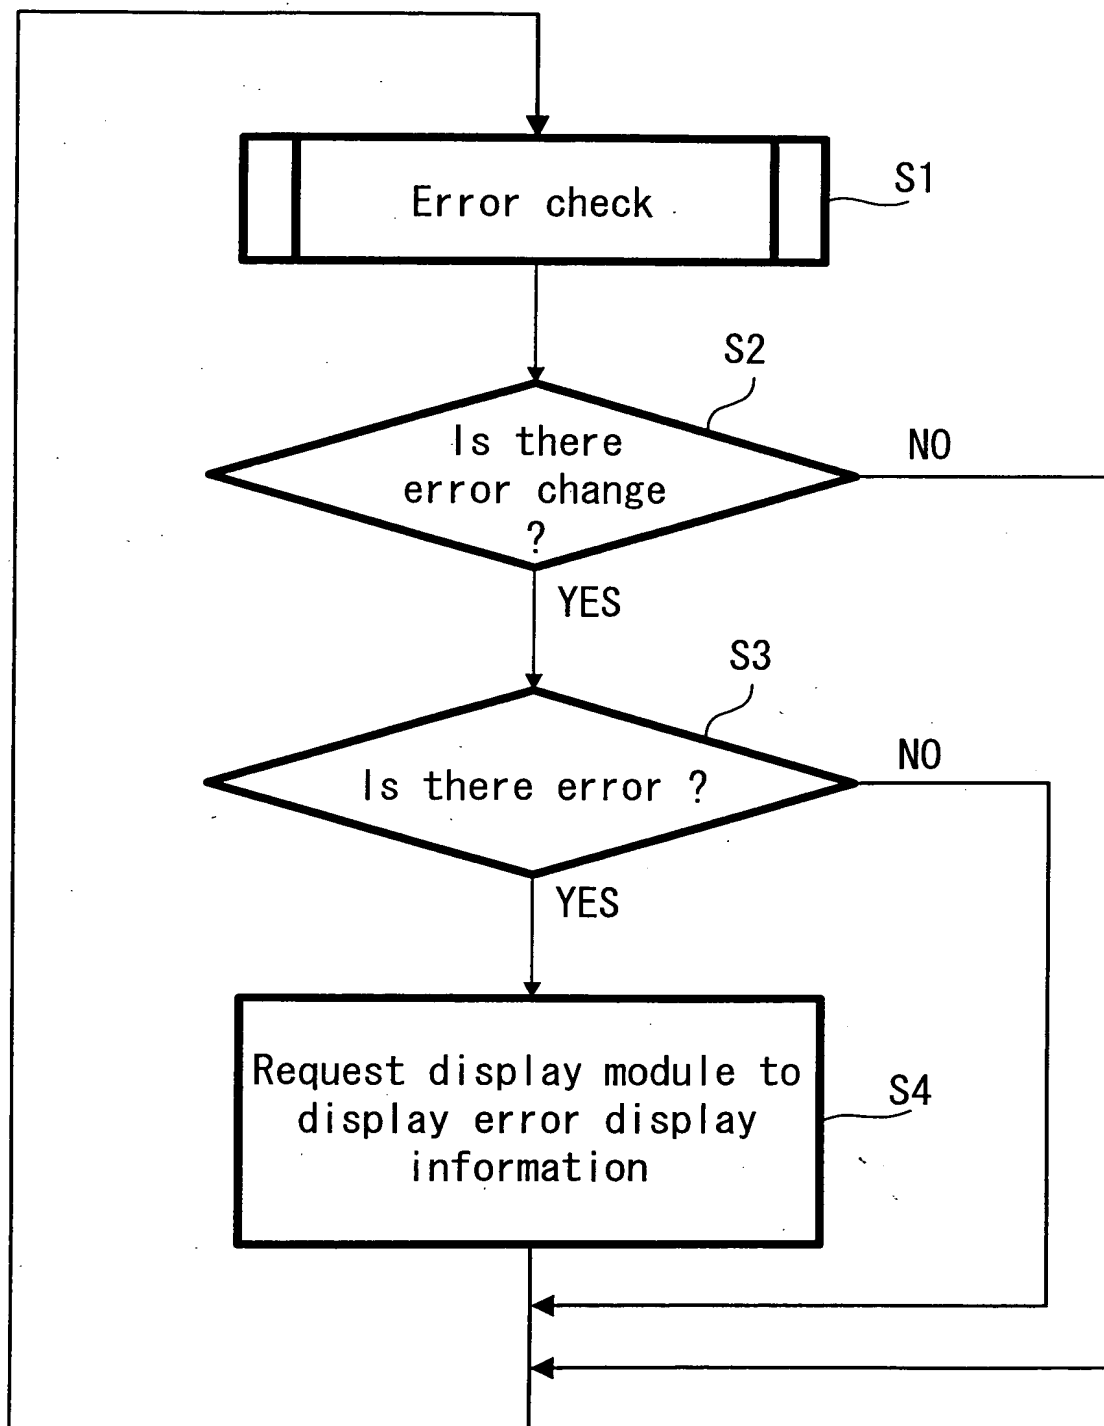 Error check
S1
S2
Is there
error change
?
NO
YES
S3
Is there error ?
NO
YES
Request display module to
display error display
information
S4